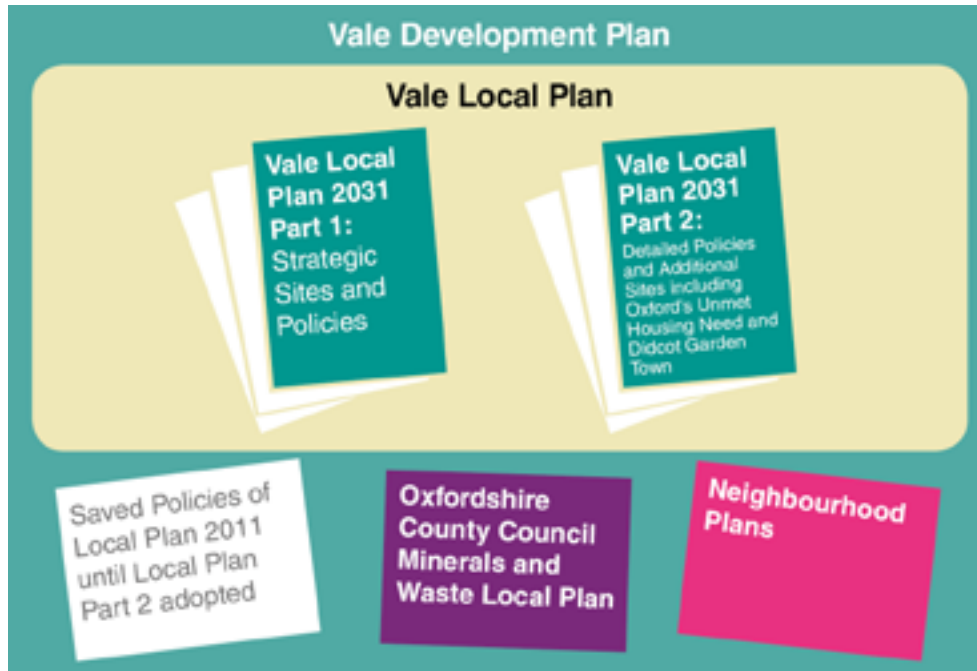 Vale Development Plan
Vale Local Plan
Vale Local
Plan 2031
Part 1:
Strategic
Sites and
Policies
Vale Local
Plan 2031
Part 2:
Detailed Policies
and Additional
Sites including
Oxford's Unmet
Housing Need and
Didcot Garden
Town
Saved Policies of
Local Plan 2011
until Local Plan
Part 2 adopted
Oxfordshire
County Council
Minerals and
Waste Local Plan
Neighbourhood
Plans